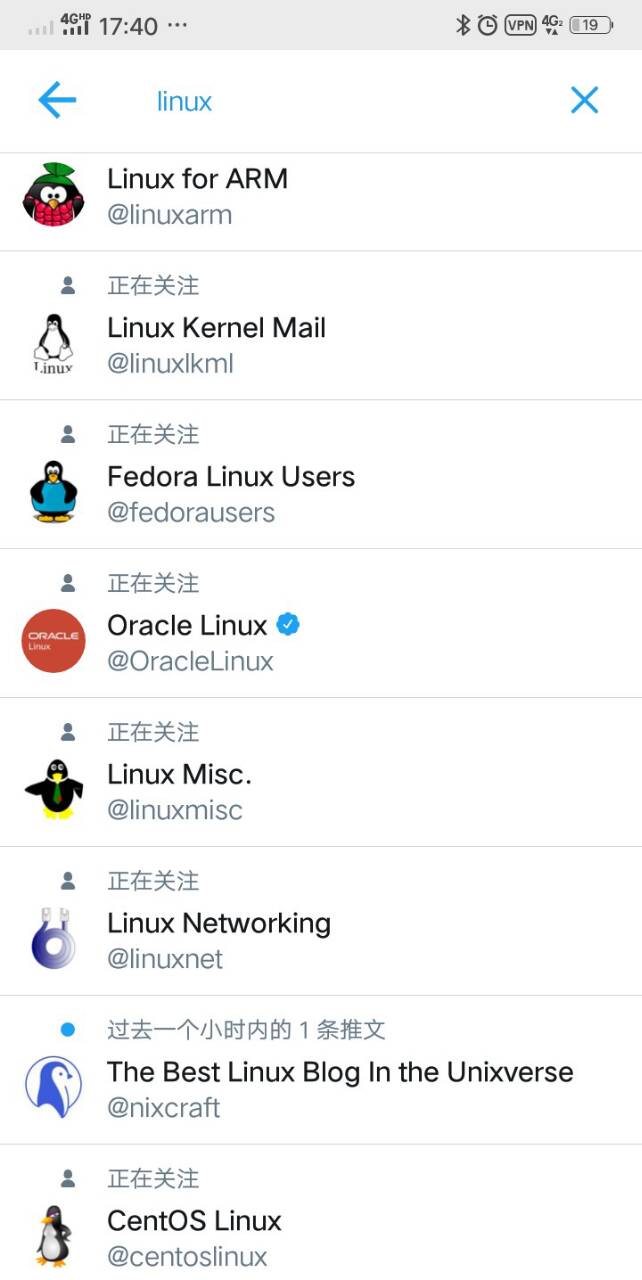 4GHD 17:40 ··· VPN 4G2 19
linux
Linux for ARM
@linuxarm
正在关注
Linux Kernel Mail
@linuxlkml
Linux
正在关注
Fedora Linux Users
@fedorausers
正在关注
Oracle Linux
@OracleLinux
ORACLE
Linux
正在关注
Linux Misc.
@linuxmisc
正在关注
Linux Networking
@linuxnet
过去一个小时内的 1 条推文
The Best Linux Blog In the Unixverse
@nixcraft
正在关注
CentOS Linux
@centoslinux